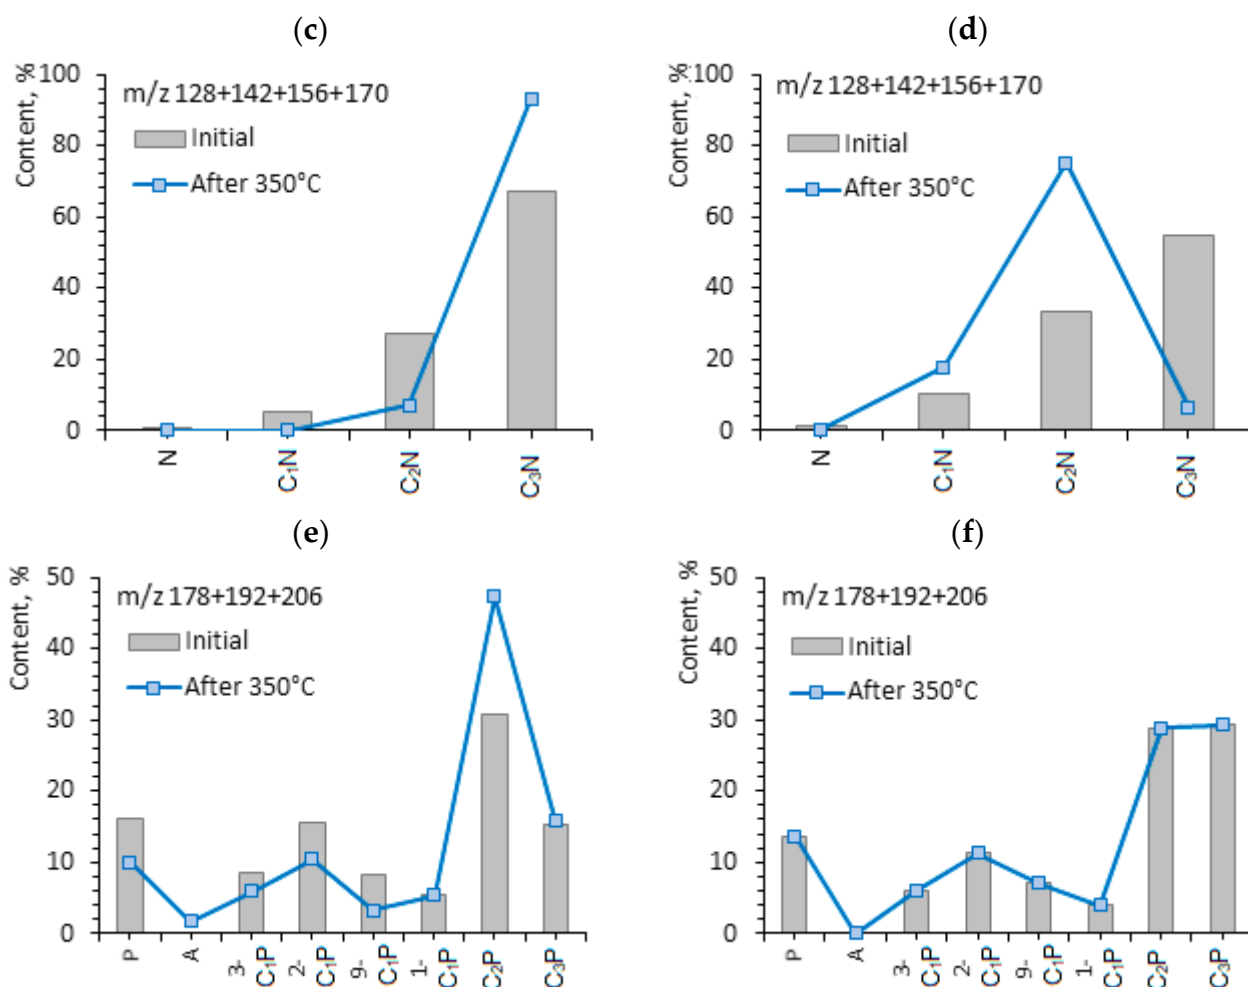 (c)
Content, %
100
80
60
40
20
0
m/z 128+142+156+170
Initial
After 350°C
N
C₁N
C₂N
C₃N
(d)
Content, %
100
80
60
40
20
0
m/z 128+142+156+170
Initial
After 350°C
N
C₁N
C₂N
C₃N
(e)
Content, %
50
40
30
20
10
0
m/z 178+192+206
Initial
After 350°C
P
A
3-
C₁P
2-
C₁P
9-
C₁P
1-
C₁P
C₂P
C₃P
(f)
Content, %
50
40
30
20
10
0
m/z 178+192+206
Initial
After 350°C
P
A
3-
C₁P
2-
C₁P
9-
C₁P
1-
C₁P
C₂P
C₃P